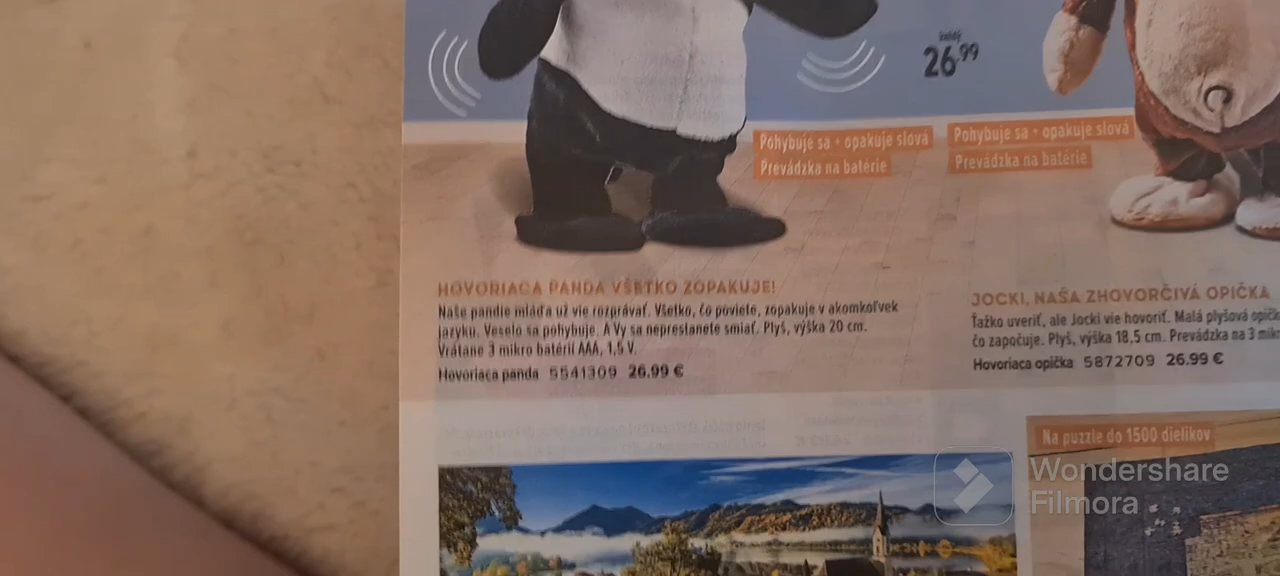 každý
26.99
Pohybuje sa + opakuje slová
Prevádzka na batérie
Pohybuje sa + opakuje slová
Prevádzka na batérie
HOVORIACA PANDA VŠETKO ZOPAKUJE!
Naše pandie mláďa už vie rozprávať. Všetko, čo poviete, zopakuje v akomkoľvek
jazyku. Veselo sa pohybuje. A Vy sa neprestanete smiať. Plyš, výška 20 cm.
Vrátane 3 mikro batérií AAA, 1,5 V.
Hovoriaca panda 5541309 26.99 €
JOCKI, NAŠA ZHOVORČIVÁ OPIČKA
Ťažko uveriť, ale Jocki vie hovoriť. Malá plyšová
čo započuje. Plyš, výška 18,5 cm. Prevádzka na 3
Hovoriaca opička 5872709 26.99 €
Na puzzle do 1500 dielikov
Wondershare
Filmora